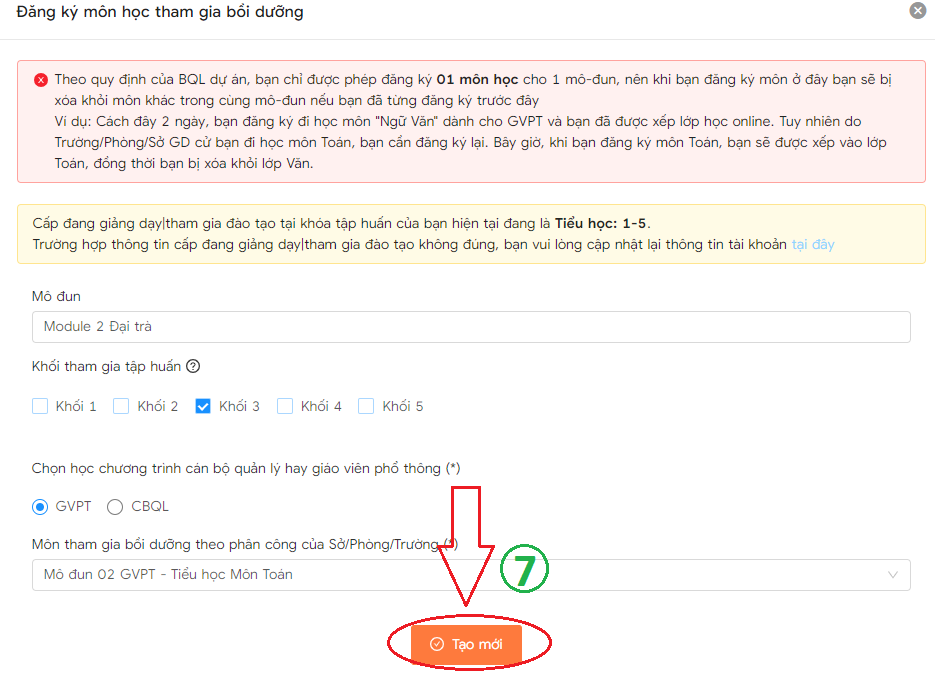 Đăng ký môn học tham gia bồi dưỡng
Theo quy định của BQL dự án, bạn chỉ được phép đăng ký 01 môn học cho 1 mô-đun, nên khi bạn đăng ký môn ở đây bạn sẽ bị
xóa khỏi môn khác trong cùng mô-đun nếu bạn đã từng đăng ký trước đây
Ví dụ: Cách đây 2 ngày, bạn đăng ký đi học môn "Ngữ Văn" dành cho GVPT và bạn đã được xếp lớp học online. Tuy nhiên do
Trường/Phòng/Sở GD cử bạn đi học môn Toán, bạn cần đăng ký lại. Bây giờ, khi bạn đăng ký môn Toán, bạn sẽ được xếp vào lớp
Toán, đồng thời bạn bị xóa khỏi lớp Văn.
Cấp đang giảng dạy|tham gia đào tạo tại khóa tập huấn của bạn hiện tại đang là Tiểu học: 1-5.
Trường hợp thông tin cấp đang giảng dạy|tham gia đào tạo không đúng, bạn vui lòng cập nhật lại thông tin tài khoản tại đây
Mô đun
Module 2 Đại trà
Khối tham gia tập huấn
Khối 1 Khối 2 Khối 3 Khối 4 Khối 5
Chọn học chương trình cán bộ quản lý hay giáo viên phổ thông (*)
GVPT CBQL
Môn tham gia bồi dưỡng theo phân công của Sở/Phòng/Trường (*)
Mô đun 02 GVPT - Tiểu học Môn Toán
7
Tạo mới